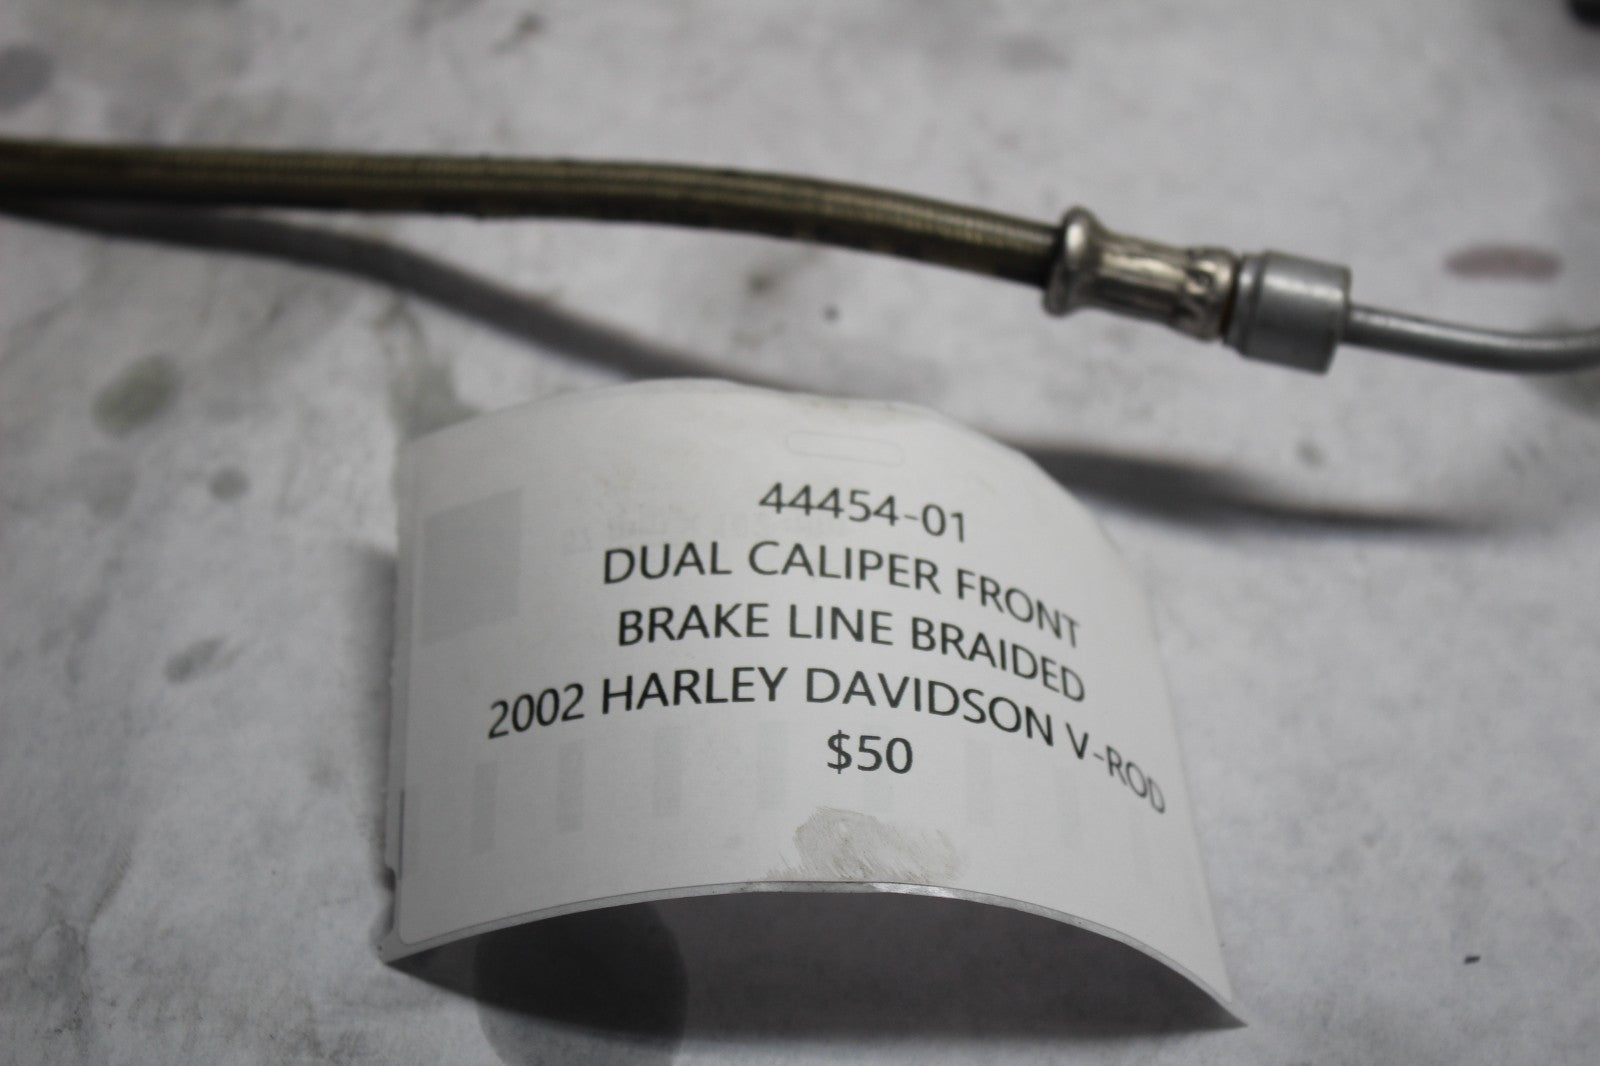 44454-01
DUAL CALIPER FRONT
BRAKE LINE BRAIDED
2002 HARLEY DAVIDSON V-ROD
$50